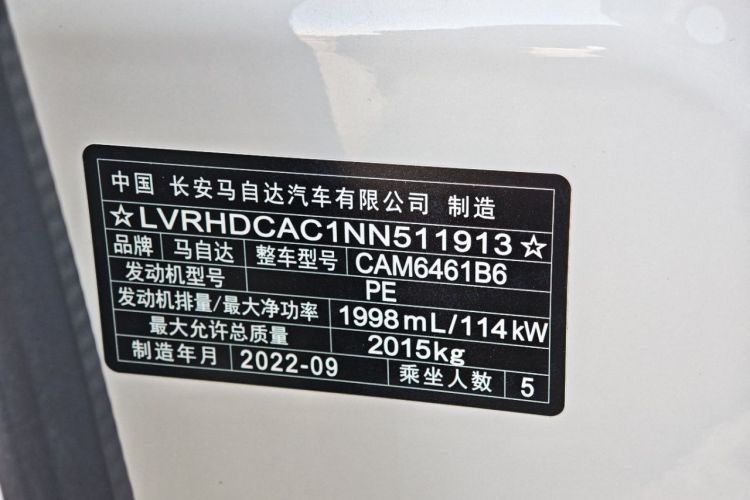 中国 长安马自达汽车有限公司 制造
☆LVRHDCAC1NN511913☆
品牌 马自达 整车型号 CAM6461B6
发动机型号 PE
发动机排量/最大净功率 1998mL/114kW
最大允许总质量 2015kg
制造年月 2022-09 乘坐人数 5